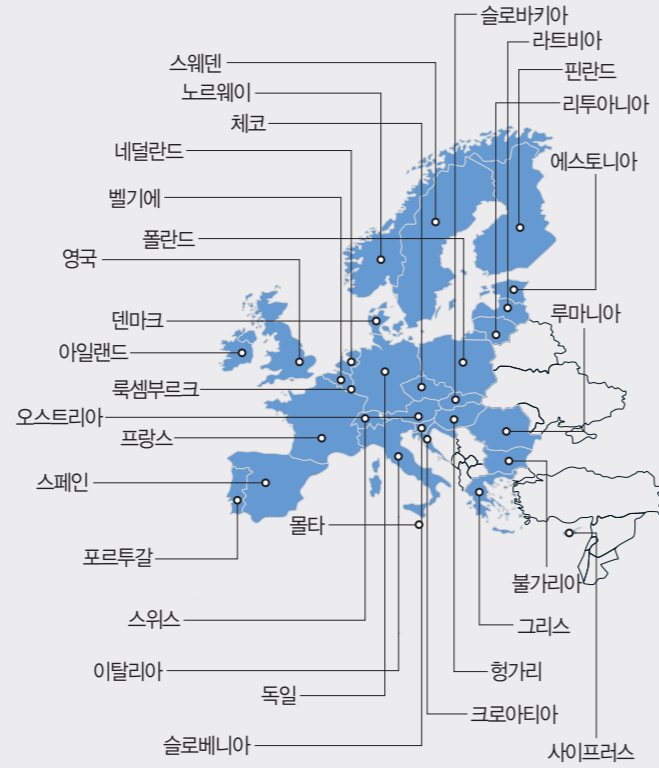 슬로바키아
라트비아
스웨덴
핀란드
노르웨이
리투아니아
체코
네덜란드
에스토니아
벨기에
폴란드
영국
루마니아
덴마크
아일랜드
룩셈부르크
오스트리아
프랑스
스페인
몰타
포르투갈
불가리아
스위스
그리스
이탈리아
헝가리
독일
크로아티아
슬로베니아
사이프러스